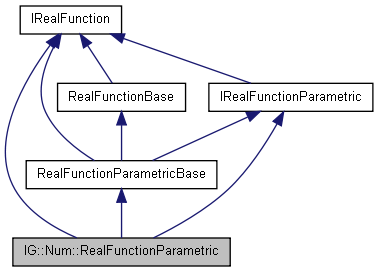 IRealFunction
RealFunctionBase
IRealFunctionParametric
RealFunctionParametricBase
IG::Num::RealFunctionParametric